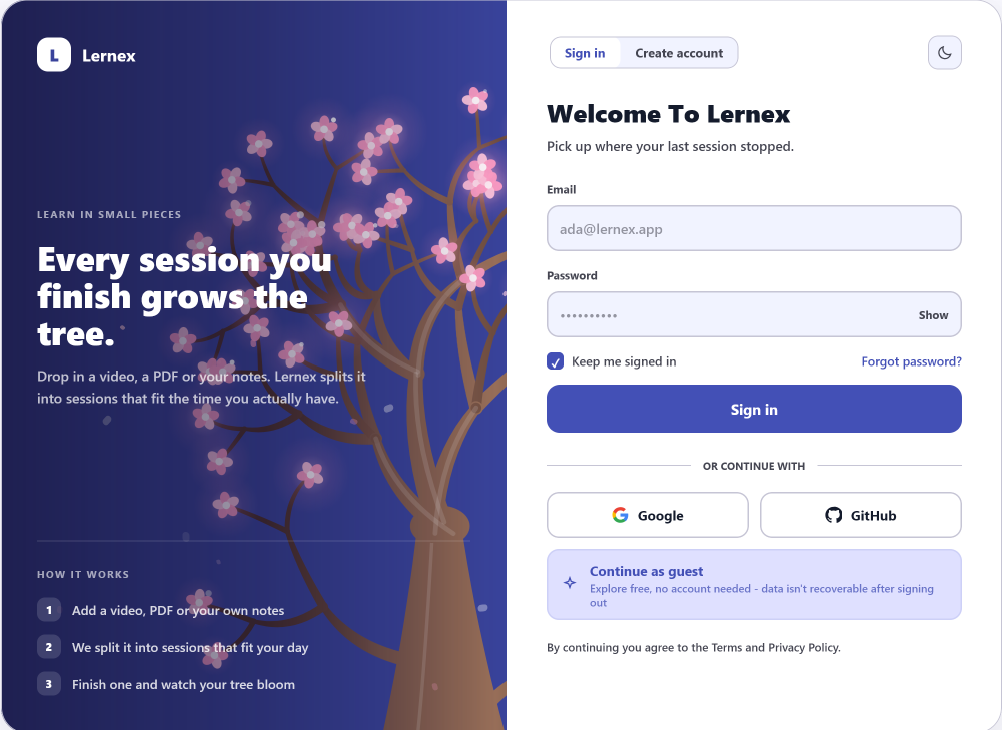 L Lernex
LEARN IN SMALL PIECES
Every session you
finish grows the
tree.
Drop in a video, a PDF or your notes. Lernex splits it
into sessions that fit the time you actually have.
HOW IT WORKS
1 Add a video, PDF or your own notes
2 We split it into sessions that fit your day
3 Finish one and watch your tree bloom
Sign in Create account
Welcome To Lernex
Pick up where your last session stopped.
Email
ada@lernex.app
Password
•••••••••• Show
Keep me signed in Forgot password?
Sign in
OR CONTINUE WITH
Google GitHub
Continue as guest
Explore free, no account needed - data isn't recoverable after signing
out
By continuing you agree to the Terms and Privacy Policy.